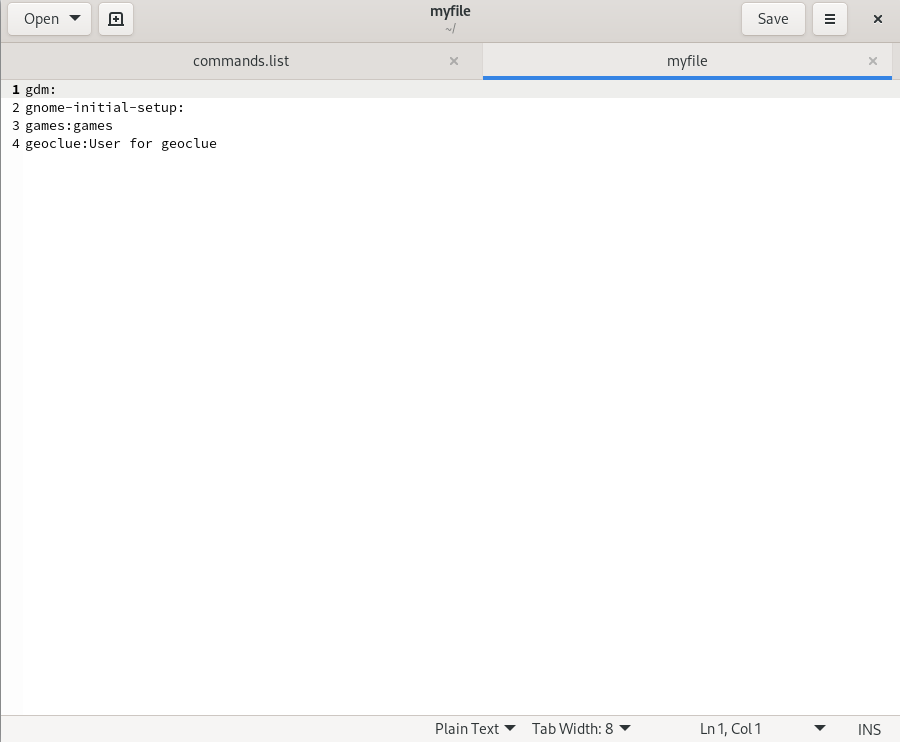 Open
myfile
~/
Save
commands.list
myfile
1 gdm:
2 gnome-initial-setup:
3 games:games
4 geoclue:User for geoclue
Plain Text Tab Width: 8 Ln 1, Col 1 INS